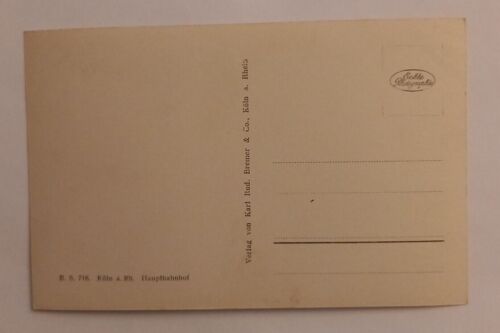 Echte
Photographie
Verlag von Karl Rud. Bremer & Co., Köln a. Rhein
B. S. 716. Köln a. Rh. Hauptbahnhof